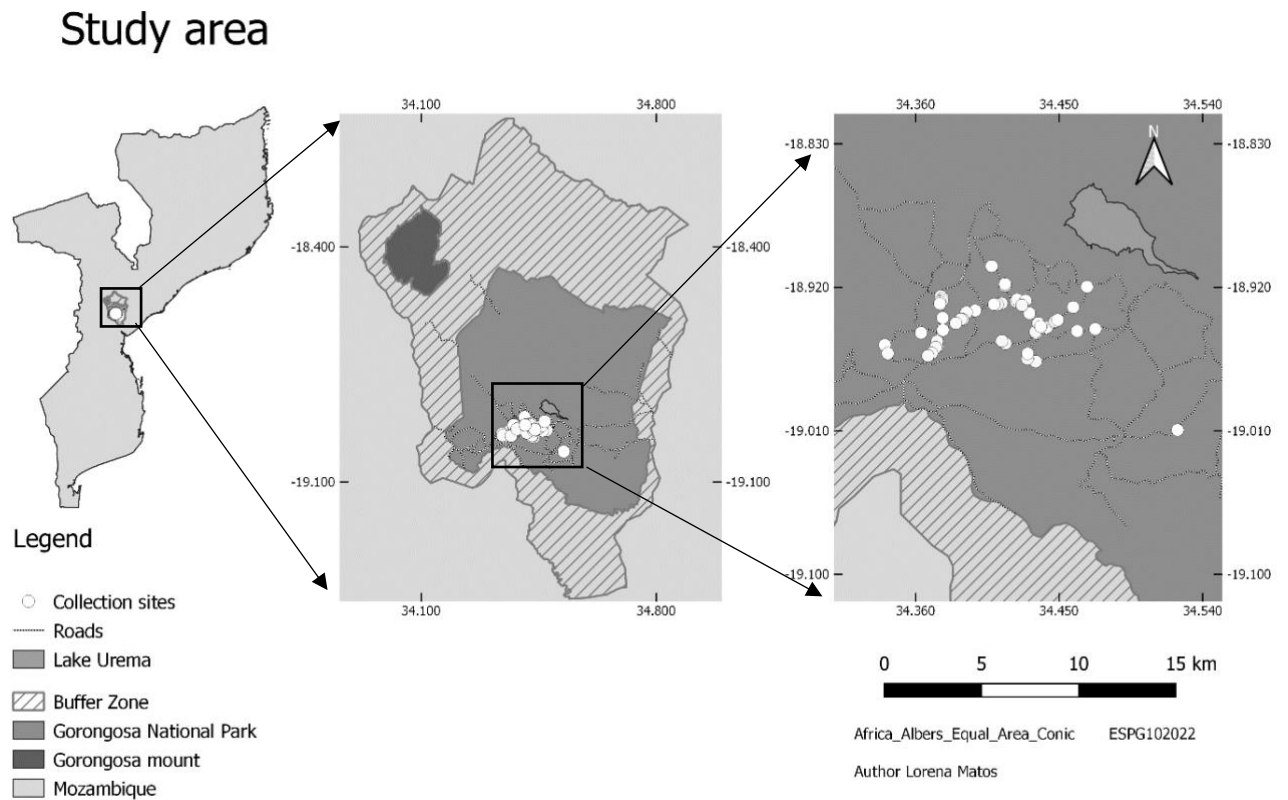 Study area
34.100 34.800
-18.400 -18.400
-19.100 -19.100
34.100 34.800
34.360 34.450 34.540
N
-18.830 -18.830
-18.920 -18.920
-19.010 -19.010
-19.100 -19.100
34.360 34.450 34.540
Legend
Collection sites
Roads
Lake Urema
Buffer Zone
Gorongosa National Park
Gorongosa mount
Mozambique
0 5 10 15 km
Africa_Albers_Equal_Area_Conic ESPG102022
Author Lorena Matos